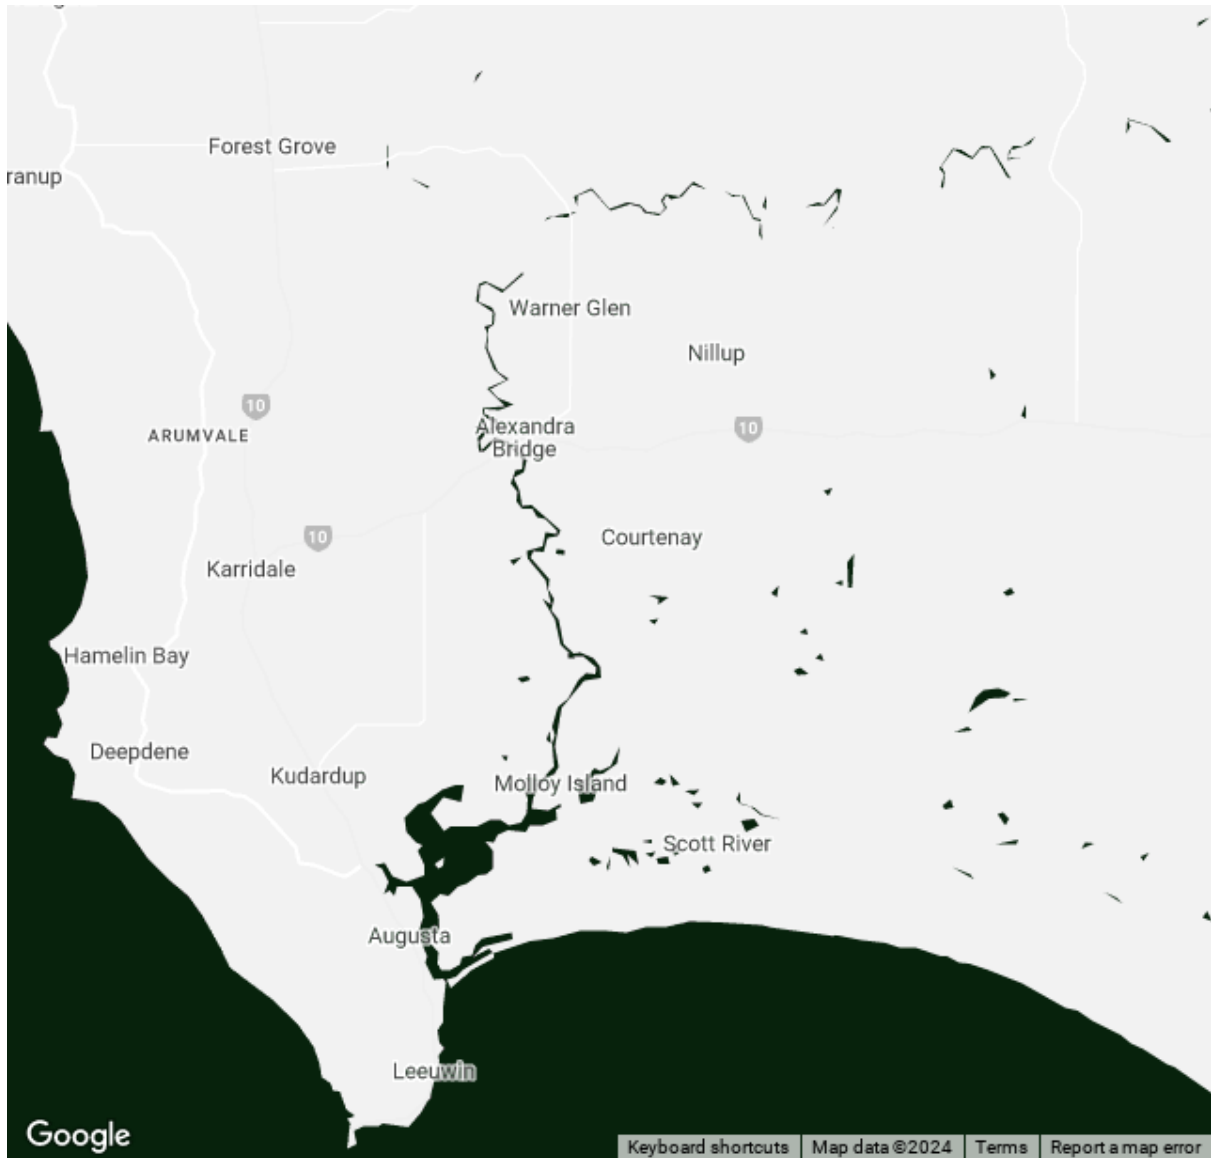 Forest Grove
ranup
Warner Glen
Nillup
10
ARUMVALE
Alexandra
Bridge
10
10
Courtenay
Karridale
Hamelin Bay
Deepdene
Kudardup
Molloy Island
Scott River
Augusta
Leeuwin
Google
Keyboard shortcuts
Map data ©2024
Terms
Report a map error